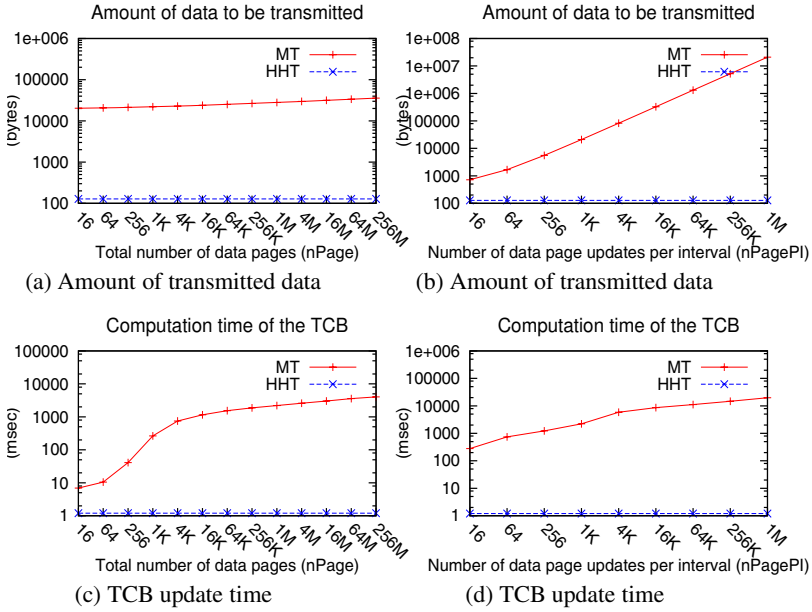 Amount of data to be transmitted
1e+006
100000
10000
1000
100
(bytes)
MT
HHT
16 64 256 1K 4K 16K 64K 256K 1M 4M 16M 64M 256M
Total number of data pages (nPage)
(a) Amount of transmitted data
Amount of data to be transmitted
1e+008
1e+007
1e+006
100000
10000
1000
100
(bytes)
MT
HHT
16 64 256 1K 4K 16K 64K 256K 1M
Number of data page updates per interval (nPagePI)
(b) Amount of transmitted data
Computation time of the TCB
100000
10000
1000
100
10
1
(msec)
MT
HHT
16 64 256 1K 4K 16K 64K 256K 1M 4M 16M 64M 256M
Total number of data pages (nPage)
(c) TCB update time
Computation time of the TCB
1e+006
100000
10000
1000
100
10
1
(msec)
MT
HHT
16 64 256 1K 4K 16K 64K 256K 1M
Number of data page updates per interval (nPagePI)
(d) TCB update time